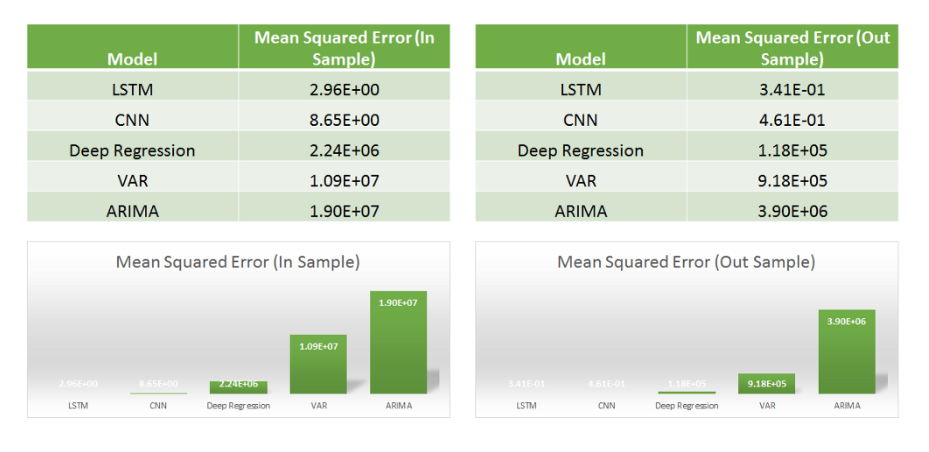 Model Mean Squared Error (In Sample)
LSTM 2.96E+00
CNN 8.65E+00
Deep Regression 2.24E+06
VAR 1.09E+07
ARIMA 1.90E+07
Model Mean Squared Error (Out Sample)
LSTM 3.41E-01
CNN 4.61E-01
Deep Regression 1.18E+05
VAR 9.18E+05
ARIMA 3.90E+06
Mean Squared Error (In Sample)
2.96E+00 8.65E+00 2.24E+06 1.09E+07 1.90E+07
LSTM CNN Deep Regression VAR ARIMA
Mean Squared Error (Out Sample)
3.41E-01 4.61E-01 1.18E+05 9.18E+05 3.90E+06
LSTM CNN Deep Regression VAR ARIMA